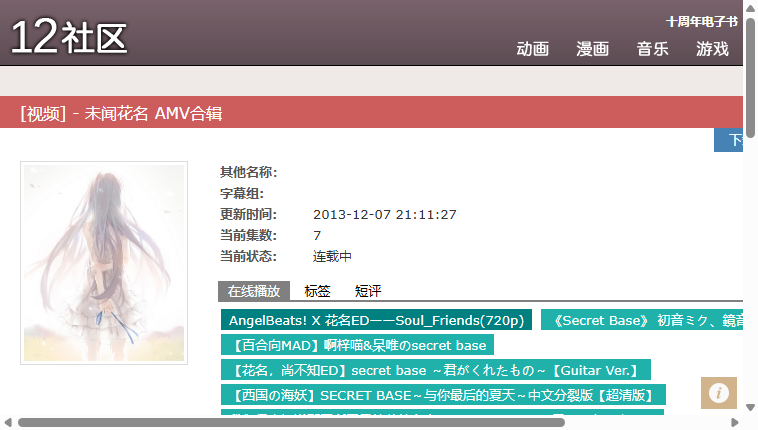 12社区
十周年电子书
动画 漫画 音乐 游戏
[视频] - 未闻花名 AMV合辑
其他名称:
字幕组:
更新时间: 2013-12-07 21:11:27
当前集数: 7
当前状态: 连载中
在线播放 标签 短评
AngelBeats! X 花名ED——Soul_Friends(720p) 《Secret Base》 初音ミク、鏡音
【百合向MAD】啊梓喵&呆唯のsecret base
【花名，尚不知ED】secret base ～君がくれたもの～【Guitar Ver.】
【西国の海妖】SECRET BASE～与你最后的夏天～中文分裂版【超清版】